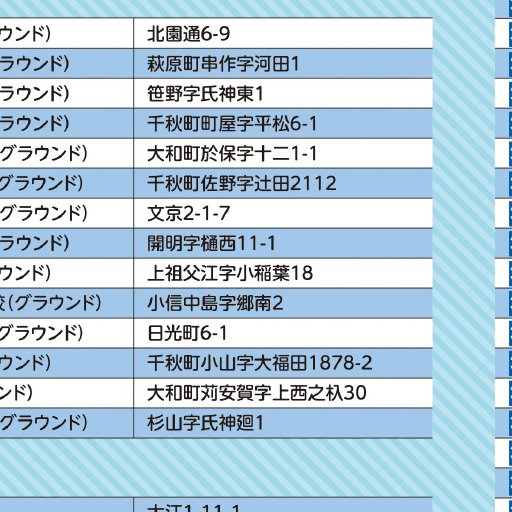 ウンド） 北園通6-9
ラウンド） 萩原町串作字河田1
ラウンド） 笹野字氏神東1
ラウンド） 千秋町町屋字平松6-1
グラウンド） 大和町於保字十二1-1
グラウンド） 千秋町佐野字辻田2112
グラウンド） 文京2-1-7
ラウンド） 開明字樋西11-1
ウンド） 上祖父江字小稲葉18
校（グラウンド） 小信中島字郷南2
グラウンド） 日光町6-1
ウンド） 千秋町小山字大福田1878-2
ンド） 大和町苅安賀字上西之杁30
グラウンド） 杉山字氏神廻1
大江1-11-1